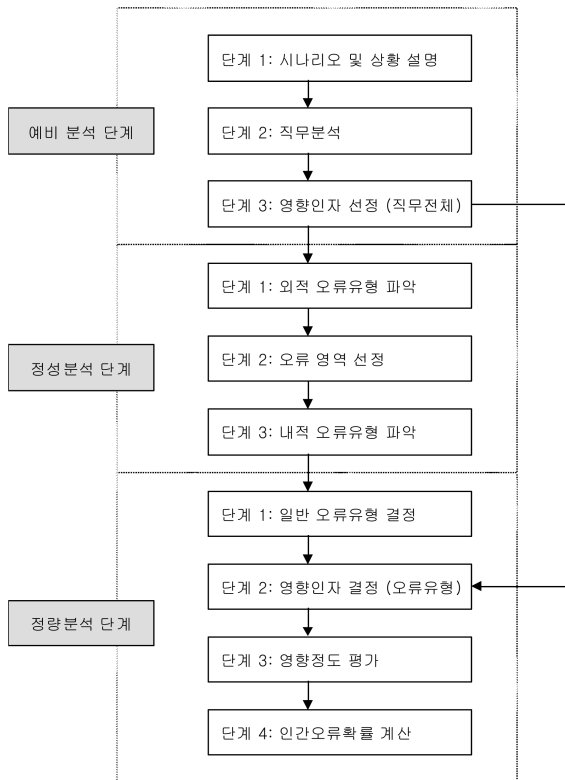 단계 1: 시나리오 및 상황 설명
예비 분석 단계
단계 2: 직무분석
단계 3: 영향인자 선정 (직무전체)
단계 1: 외적 오류유형 파악
정성분석 단계
단계 2: 오류 영역 선정
단계 3: 내적 오류유형 파악
단계 1: 일반 오류유형 결정
단계 2: 영향인자 결정 (오류유형)
정량분석 단계
단계 3: 영향정도 평가
단계 4: 인간오류확률 계산